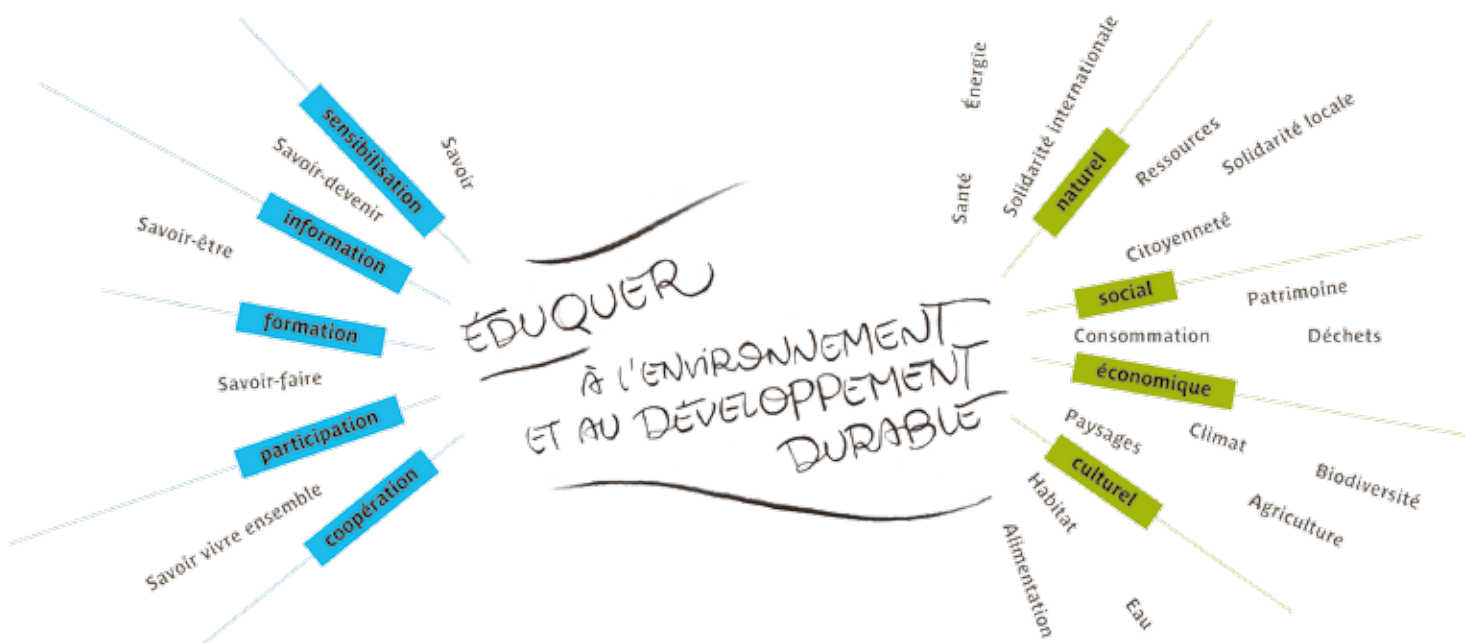 sensibilisation
Savoir
Savoir-devenir
information
Savoir-être
formation
Savoir-faire
participation
Savoir vivre ensemble
coopération
ÉDUQUER
À L'ENVIRONNEMENT
ET AU DÉVELOPPEMENT
DURABLE
Énergie
Santé
Solidarité internationale
naturel
Ressources
Solidarité locale
Citoyenneté
social
Patrimoine
Consommation
Déchets
économique
Paysages
Climat
Biodiversité
culturel
Agriculture
Habitat
Alimentation
Eau